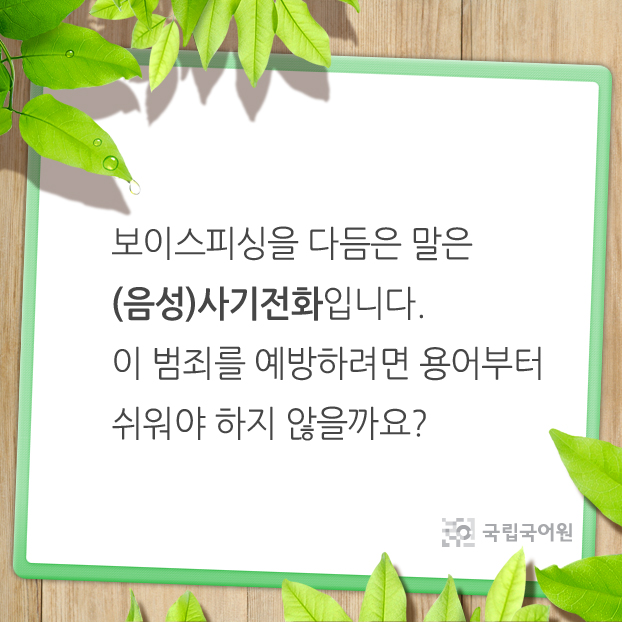 보이스피싱을 다듬은 말은
(음성)사기전화입니다.
이 범죄를 예방하려면 용어부터
쉬워야 하지 않을까요?
국립국어원